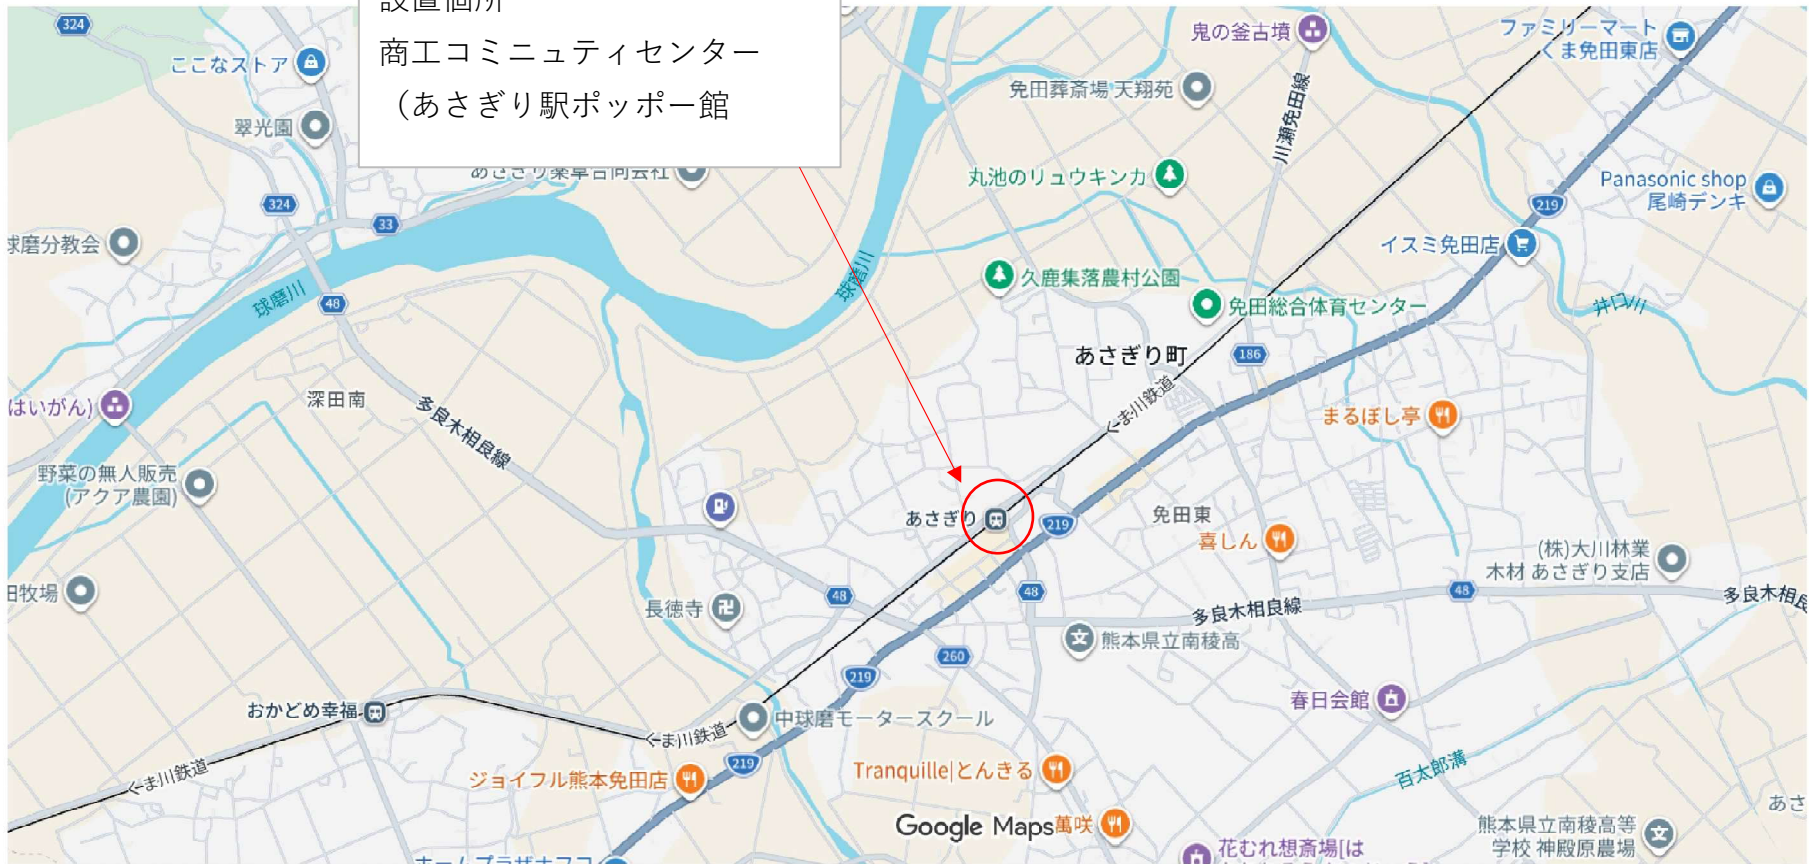 設置個所
商工コミニュティセンター
（あさぎり駅ポッポー館
324
ここなストア
翠光園
あさぎり薬草合同会社
324
33
球磨分教会
球磨川
48
はいがん)
深田南
多良木相良線
野菜の無人販売
(アクア農園)
田牧場
鬼の釜古墳
ファミリーマート
くま免田東店
免田葬斎場 天翔苑
川瀬免田線
丸池のリュウキンカ
Panasonic shop
尾崎デンキ
219
イスミ免田店
球磨川
久鹿集落農村公園
免田総合体育センター
井口川
あさぎり町
186
くま川鉄道
まるぼし亭
あさぎり
219
免田東
喜しん
(株)大川林業
木材 あさぎり支店
48
長徳寺
48
48
多良木相良線
多良木相良
熊本県立南稜高
260
219
春日会館
おかどめ幸福
中球磨モータースクール
くま川鉄道
くま川鉄道
219
ジョイフル熊本免田店
Tranquille|とんきる
百太郎溝
Google Maps
萬咲
熊本県立南稜高等
学校 神殿原農場
あさ
花むれ想斎場[は